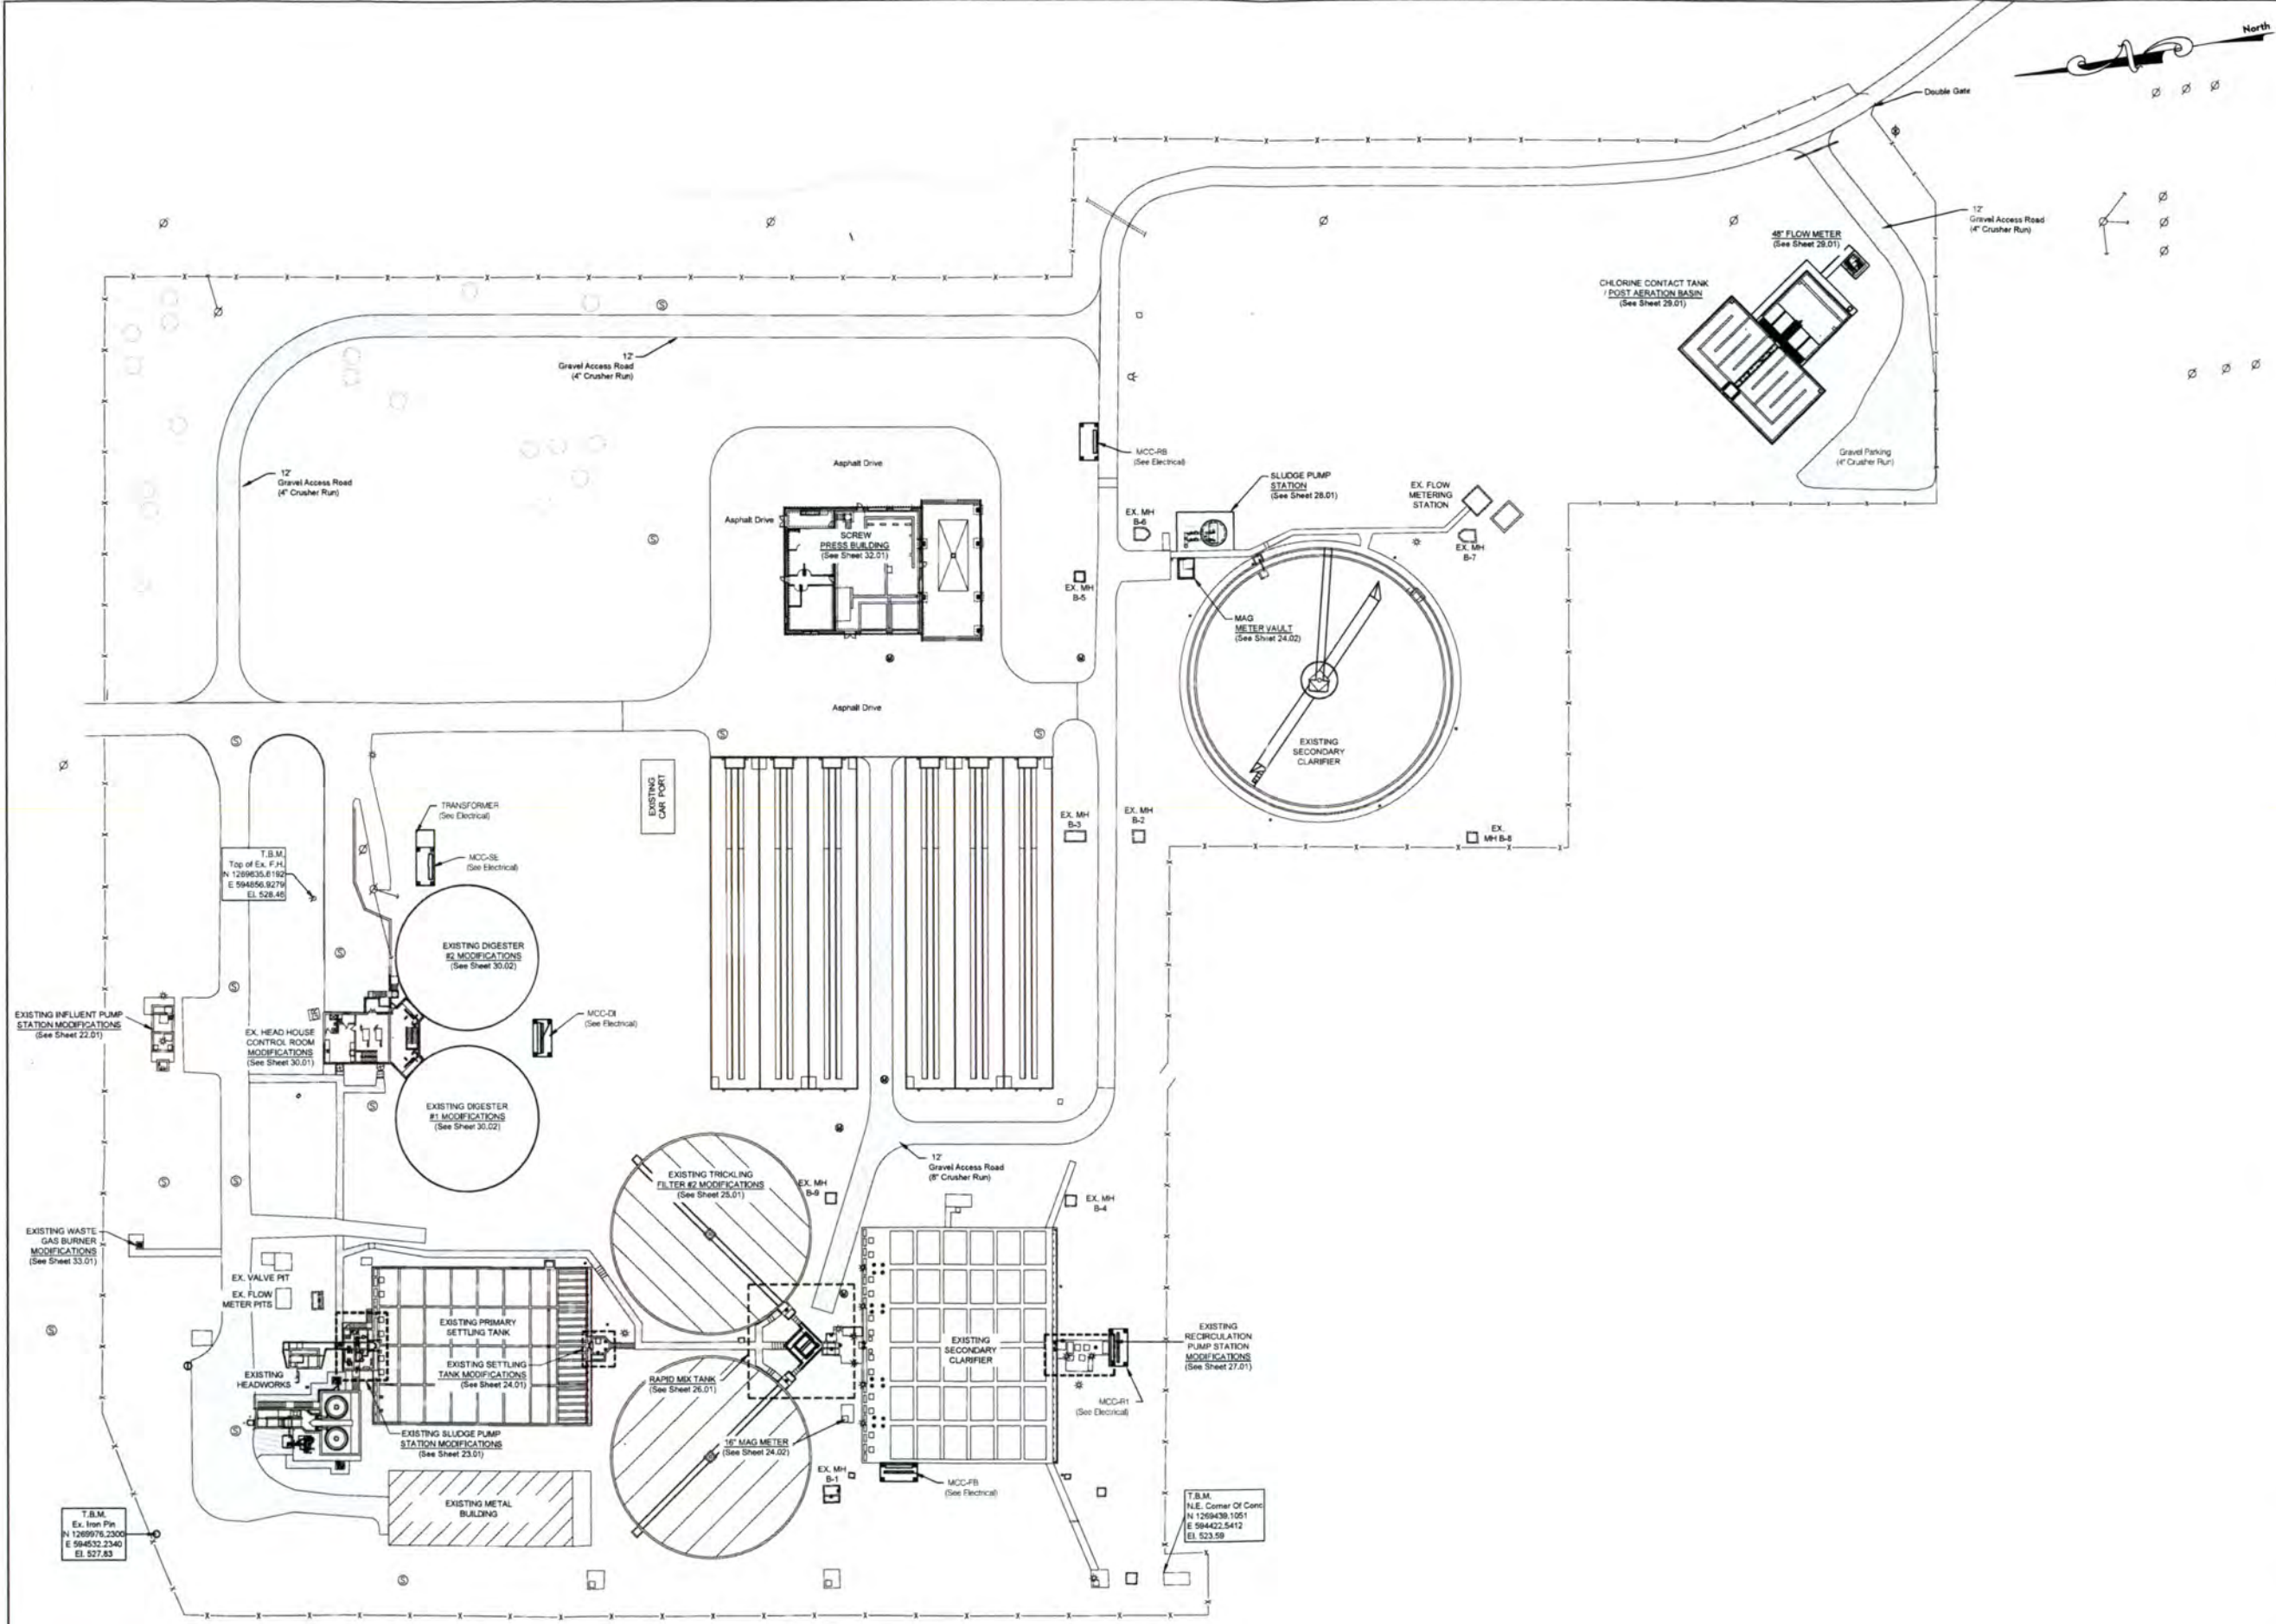 North
Double Gate
12'
Gravel Access Road
(4" Crusher Run)
48" FLOW METER
(See Sheet 29.01)
CHLORINE CONTACT TANK
/ POST AERATION BASIN
(See Sheet 29.01)
12'
Gravel Access Road
(4" Crusher Run)
Gravel Parking
(4" Crusher Run)
12'
Gravel Access Road
(4" Crusher Run)
Asphalt Drive
MCC-RB
(See Electrical)
SLUDGE PUMP
STATION
(See Sheet 28.01)
EX. FLOW
METERING
STATION
Asphalt Drive
SCREW
PRESS BUILDING
(See Sheet 32.01)
EX. MH
B-6
EX. MH
B-7
EX. MH
B-5
MAG
METER VAULT
(See Sheet 24.02)
Asphalt Drive
EXISTING
SECONDARY
CLARIFIER
EXISTING
CAR PORT
TRANSFORMER
(See Electrical)
EX. MH
B-3
EX. MH
B-2
EX.
MH B-8
MCC-SE
(See Electrical)
T.B.M.
Top of Ex. F.H.
N 1269635.6192
E 594856.9279
EL 528.46
EXISTING DIGESTER
#2 MODIFICATIONS
(See Sheet 30.02)
EXISTING INFLUENT PUMP
STATION MODIFICATIONS
(See Sheet 22.01)
MCC-DI
(See Electrical)
EX. HEAD HOUSE
CONTROL ROOM
MODIFICATIONS
(See Sheet 30.01)
EXISTING DIGESTER
#1 MODIFICATIONS
(See Sheet 30.02)
12'
Gravel Access Road
(8" Crusher Run)
EXISTING TRICKLING
FILTER #2 MODIFICATIONS
(See Sheet 25.01)
EX. MH
B-9
EX. MH
B-4
EXISTING WASTE
GAS BURNER
MODIFICATIONS
(See Sheet 33.01)
EX. VALVE PIT
EX. FLOW
METER PITS
EXISTING PRIMARY
SETTLING TANK
EXISTING SETTLING
TANK MODIFICATIONS
(See Sheet 24.01)
EXISTING
HEADWORKS
RAPID MIX TANK
(See Sheet 26.01)
EXISTING
SECONDARY
CLARIFIER
EXISTING
RECIRCULATION
PUMP STATION
MODIFICATIONS
(See Sheet 27.01)
MCC-R1
(See Electrical)
EXISTING SLUDGE PUMP
STATION MODIFICATIONS
(See Sheet 23.01)
16" MAG METER
(See Sheet 24.02)
EX. MH
B-1
MCC-FB
(See Electrical)
EXISTING METAL
BUILDING
T.B.M.
Ex. Iron Pin
N 1269976.2300
E 594532.2340
EL 527.83
T.B.M.
N.E. Corner Of Conc
N 1269439.1051
E 594422.5412
EL 523.59